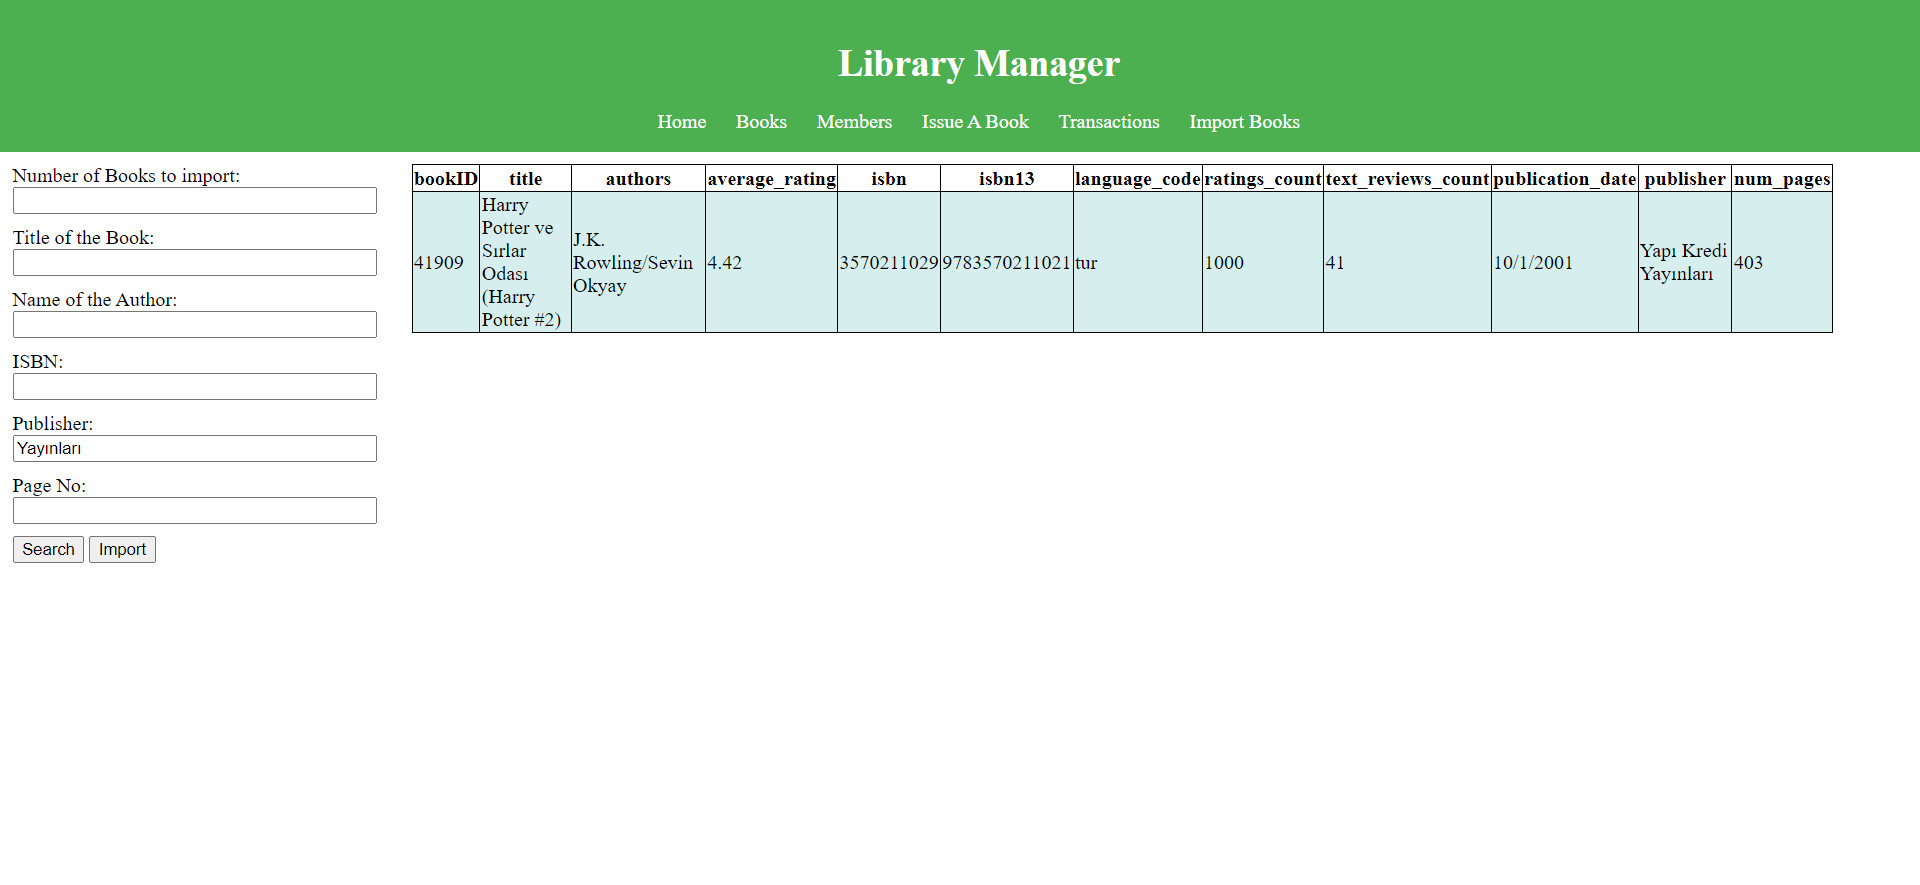 Library Manager
Home Books Members Issue A Book Transactions Import Books
Number of Books to import:
Title of the Book:
Name of the Author:
ISBN:
Publisher:
Yayınları
Page No:
Search Import
bookID title authors average_rating isbn isbn13 language_code ratings_count text_reviews_count publication_date publisher num_pages
41909
Harry
Potter ve
Sırlar
Odası
(Harry
Potter #2)
J.K.
Rowling/Sevin
Okyay
4.42
3570211029
9783570211021
tur
1000
41
10/1/2001
Yapı Kredi
Yayınları
403